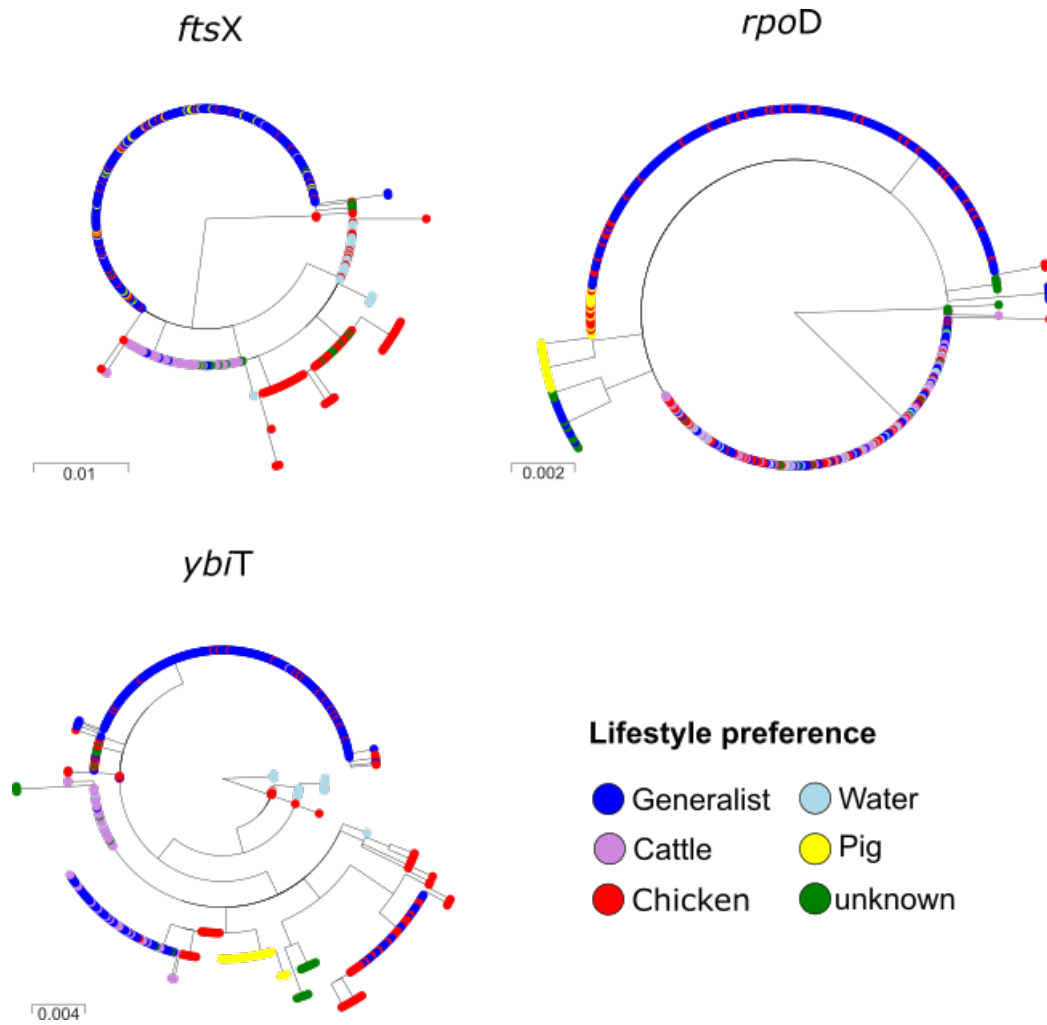 ftsX
rpoD
0.01
0.002
ybiT
0.004
Lifestyle preference
Generalist
Water
Cattle
Pig
Chicken
unknown